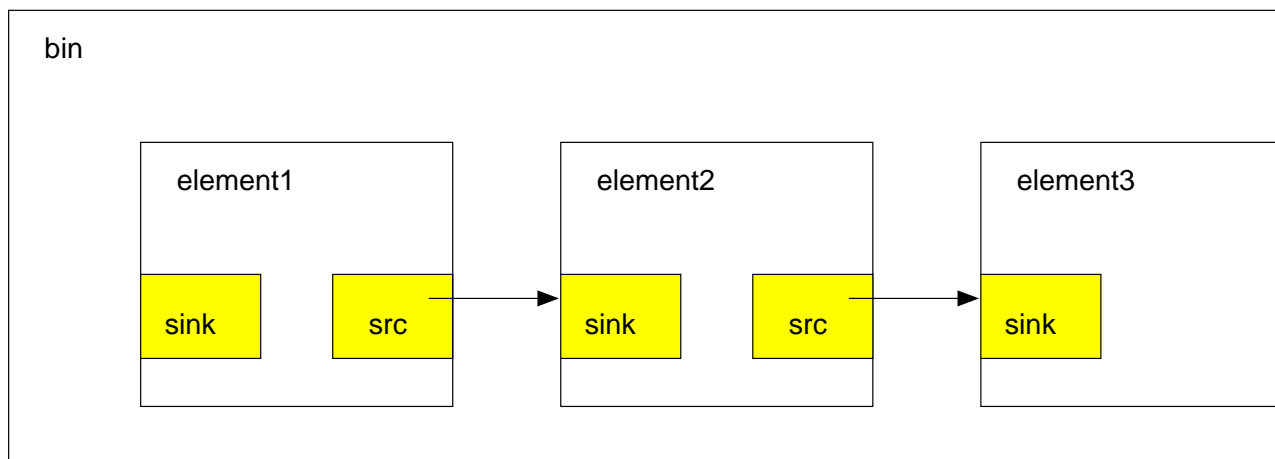 bin
element1
element2
element3
sink
src
sink
src
sink